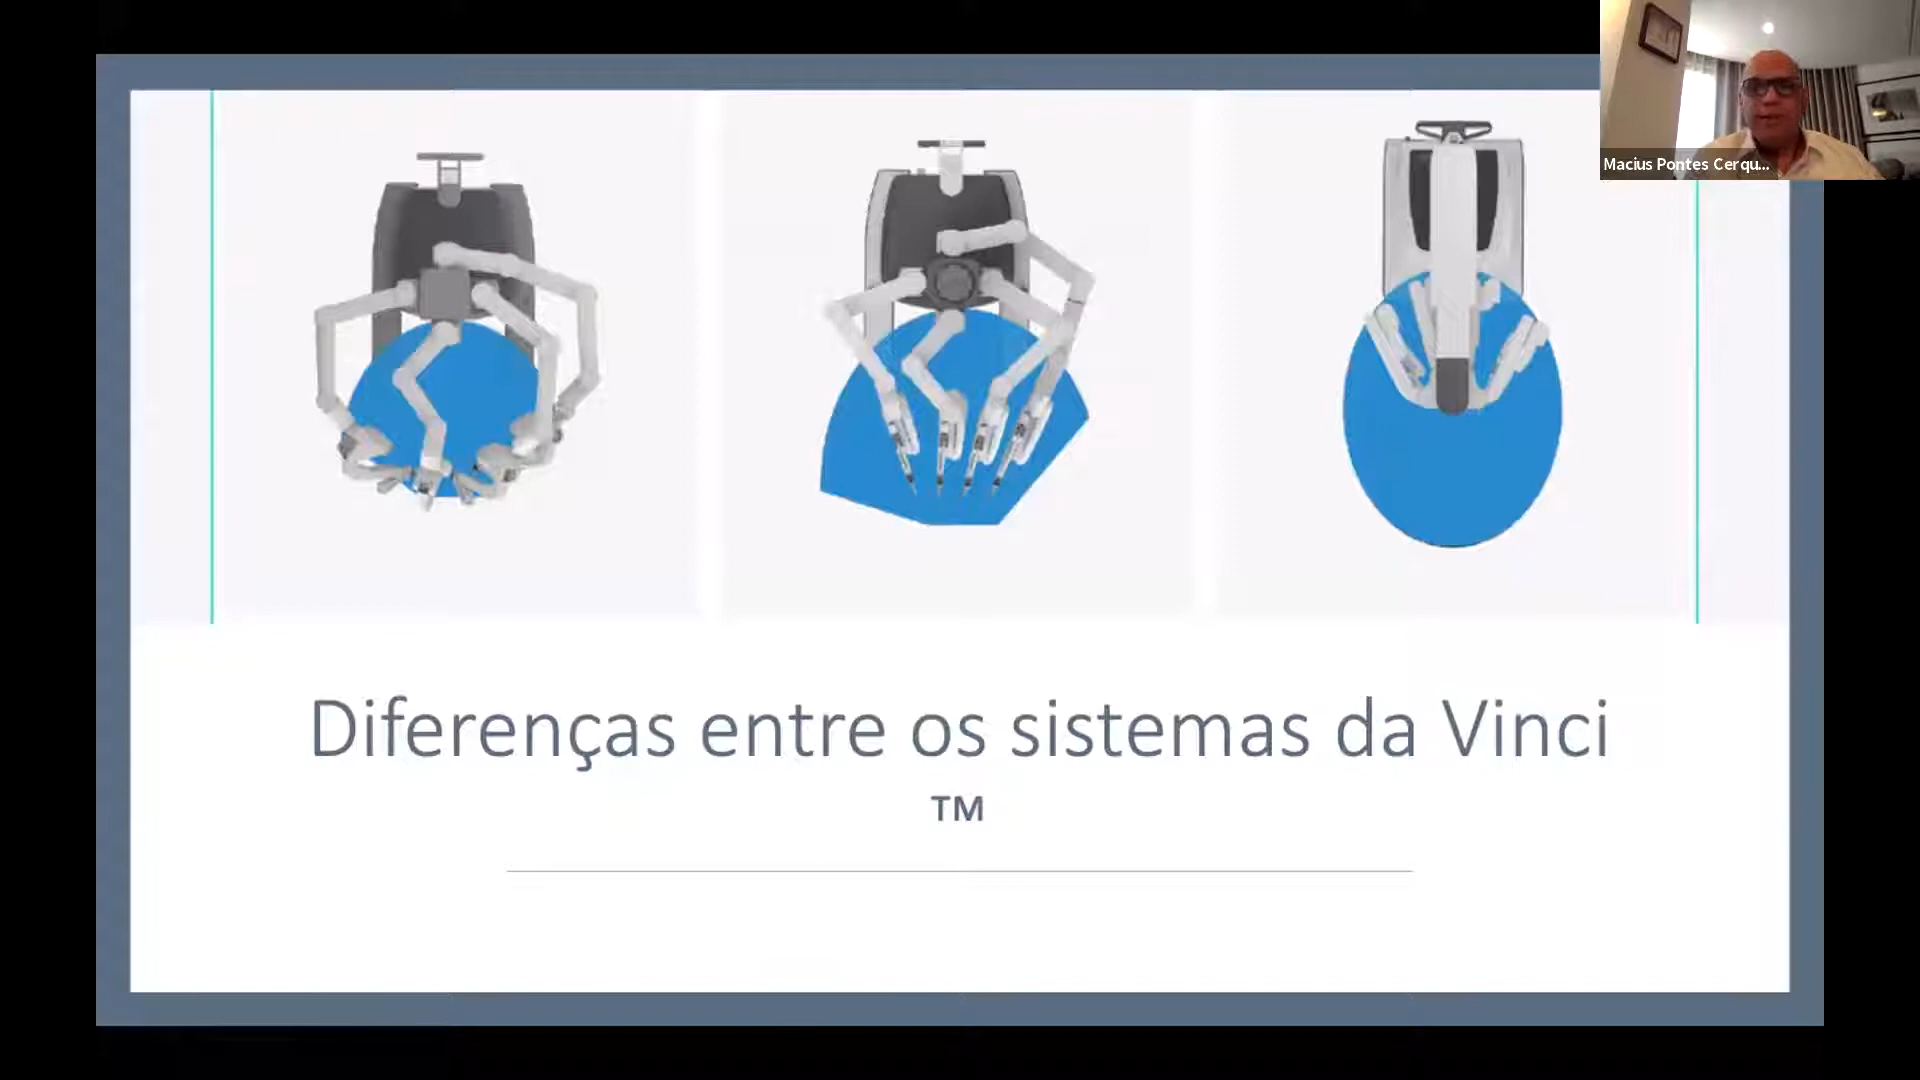 Macius Pontes Cerqu...
Diferenças entre os sistemas da Vinci
™